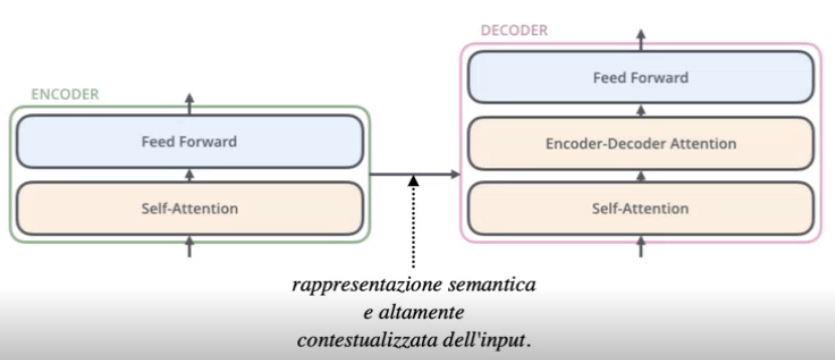 DECODER
ENCODER
Feed Forward
Feed Forward
Encoder-Decoder Attention
Self-Attention
Self-Attention
rappresentazione semantica
e altamente
contestualizzata dell'input.